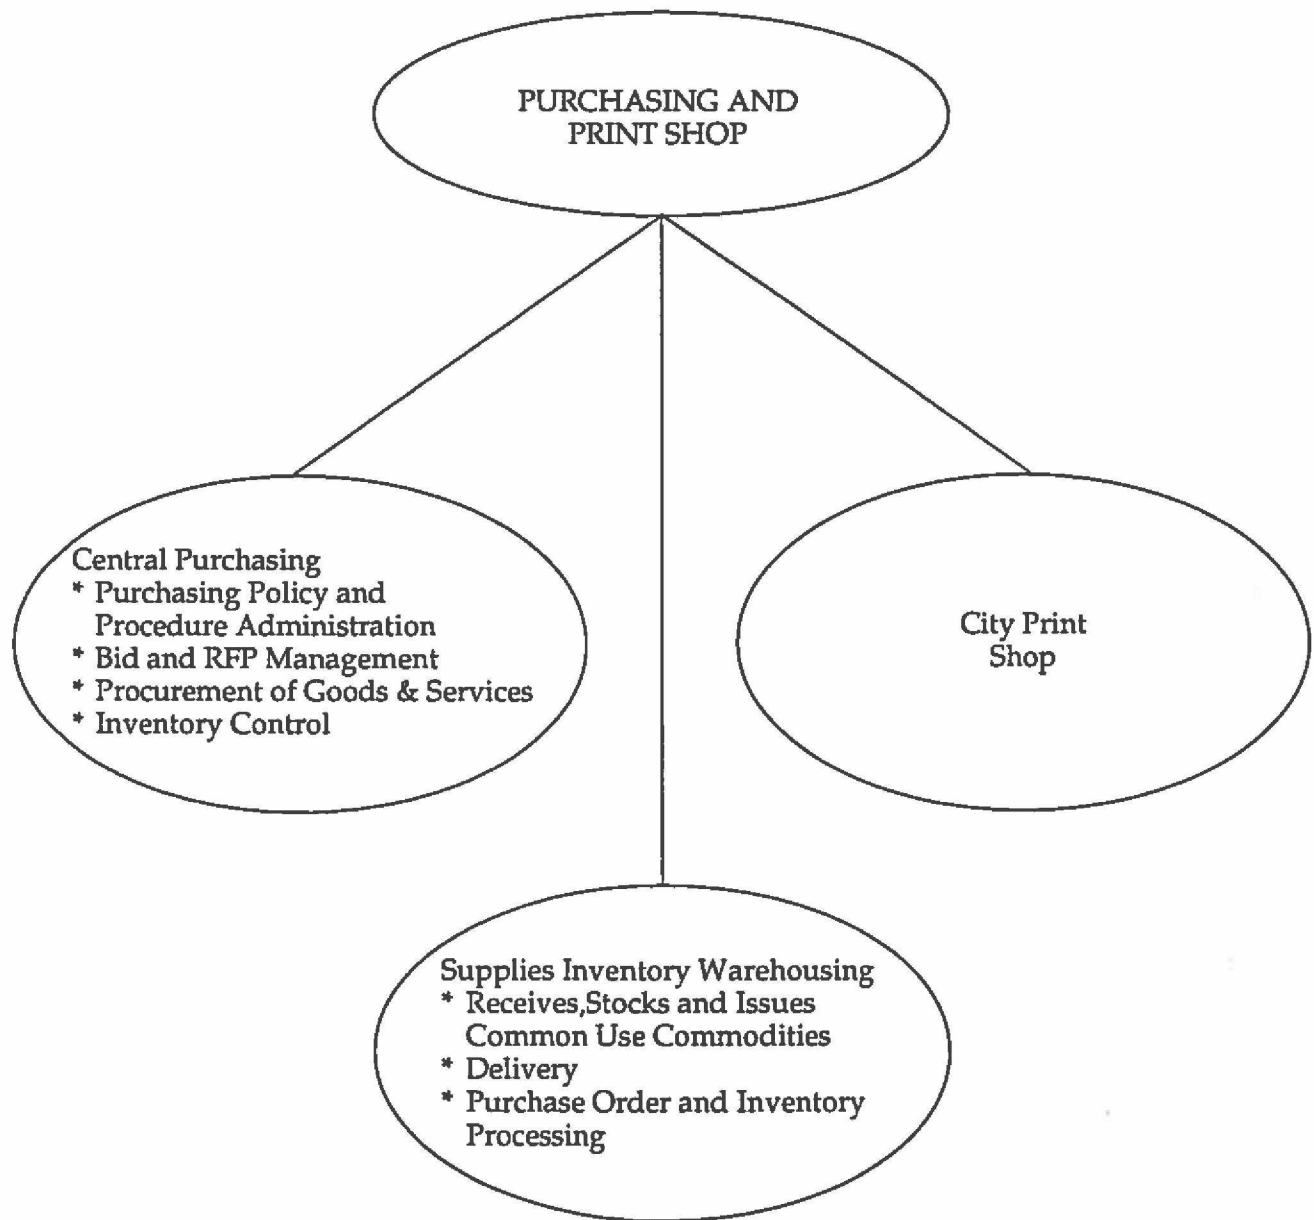 PURCHASING AND
PRINT SHOP
Central Purchasing
* Purchasing Policy and
Procedure Administration
* Bid and RFP Management
* Procurement of Goods & Services
* Inventory Control
City Print
Shop
Supplies Inventory Warehousing
* Receives,Stocks and Issues
Common Use Commodities
* Delivery
* Purchase Order and Inventory
Processing